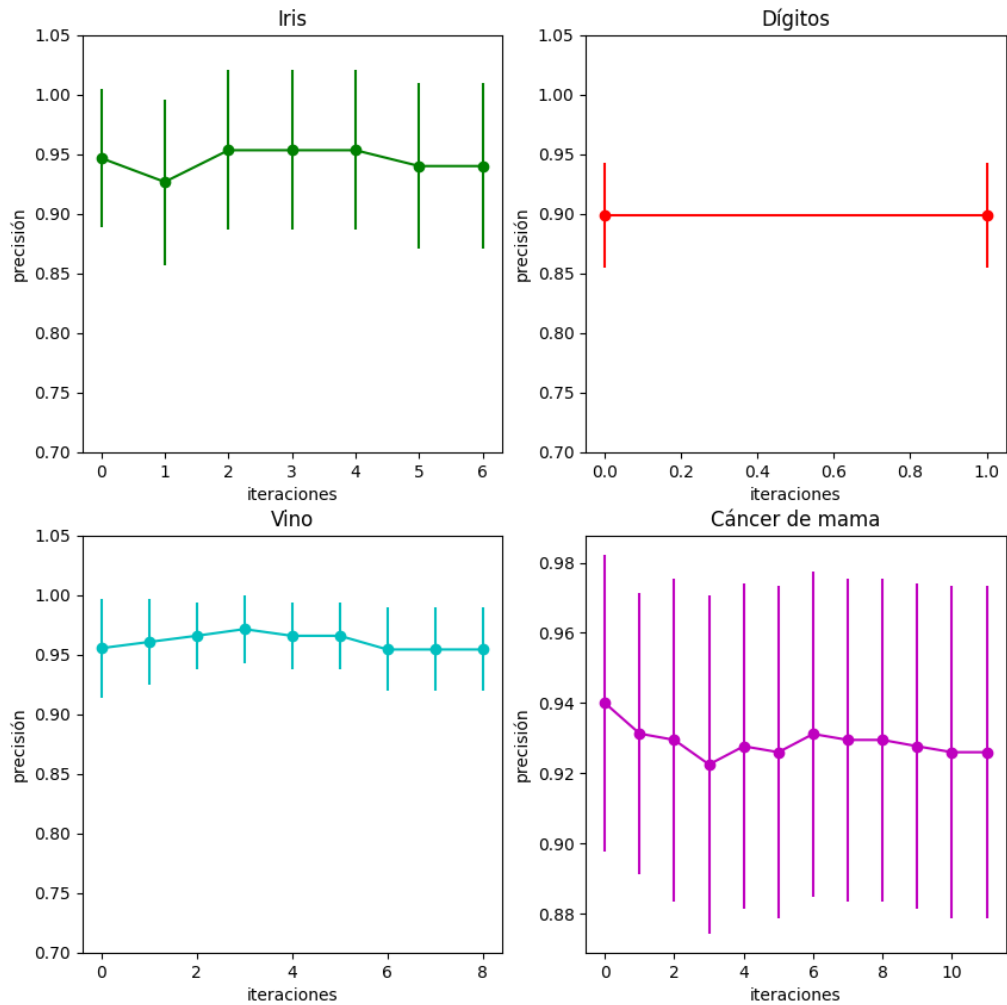 Iris
1.05
1.00
0.95
0.90
0.85
0.80
0.75
0.70
precisión
0 1 2 3 4 5 6
iteraciones
Dígitos
1.05
1.00
0.95
0.90
0.85
0.80
0.75
0.70
precisión
0.0 0.2 0.4 0.6 0.8 1.0
iteraciones
Vino
1.05
1.00
0.95
0.90
0.85
0.80
0.75
0.70
precisión
0 2 4 6 8
iteraciones
Cáncer de mama
0.98
0.96
0.94
0.92
0.90
0.88
precisión
0 2 4 6 8 10
iteraciones